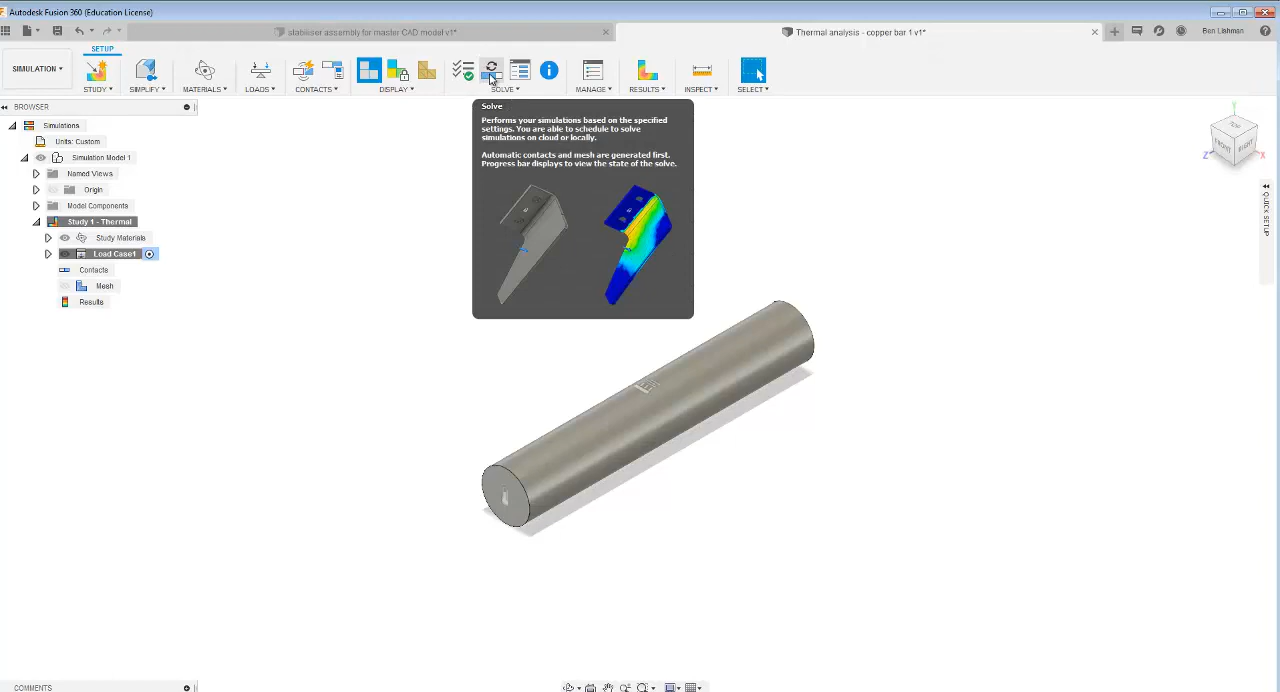 Autodesk Fusion 360 (Education License)
stabiliser assembly for master CAD model v1*
Thermal analysis - copper bar 1 v1*
Ben Lishman
SETUP
SIMULATION
STUDY
SIMPLIFY
MATERIALS
LOADS
CONTACTS
DISPLAY
SOLVE
MANAGE
RESULTS
INSPECT
SELECT
BROWSER
Simulations
Units: Custom
Simulation Model 1
Named Views
Origin
Model Components
Study 1 - Thermal
Study Materials
Load Case1
Contacts
Mesh
Results
Solve
Performs your simulations based on the specified
settings. You are able to schedule to solve
simulations on cloud or locally.
Automatic contacts and mesh are generated first.
Progress bar displays to view the state of the solve.
Y
TOP
FRONT
RIGHT
Z
X
QUICK SETUP
COMMENTS